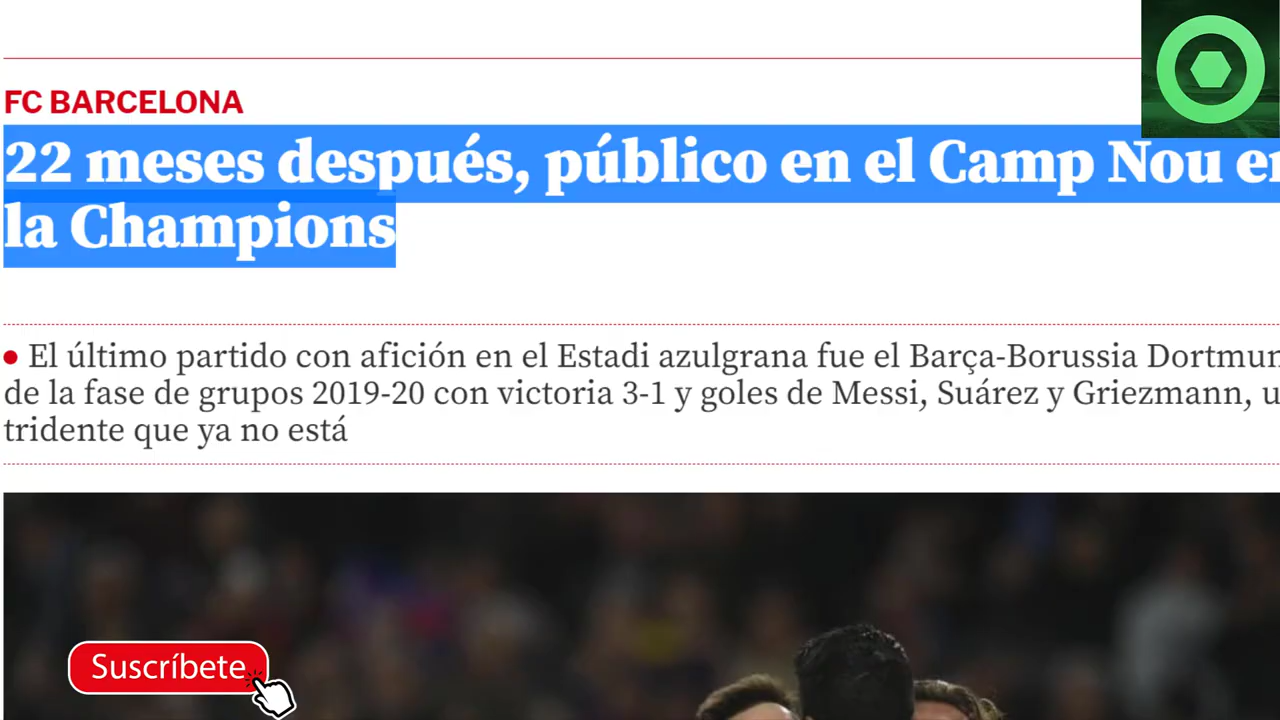 FC BARCELONA
22 meses después, público en el Camp Nou en
la Champions
El último partido con afición en el Estadi azulgrana fue el Barça-Borussia
de la fase de grupos 2019-20 con victoria 3-1 y goles de Messi, Suárez y Griezmann,
tridente que ya no está
Suscríbete